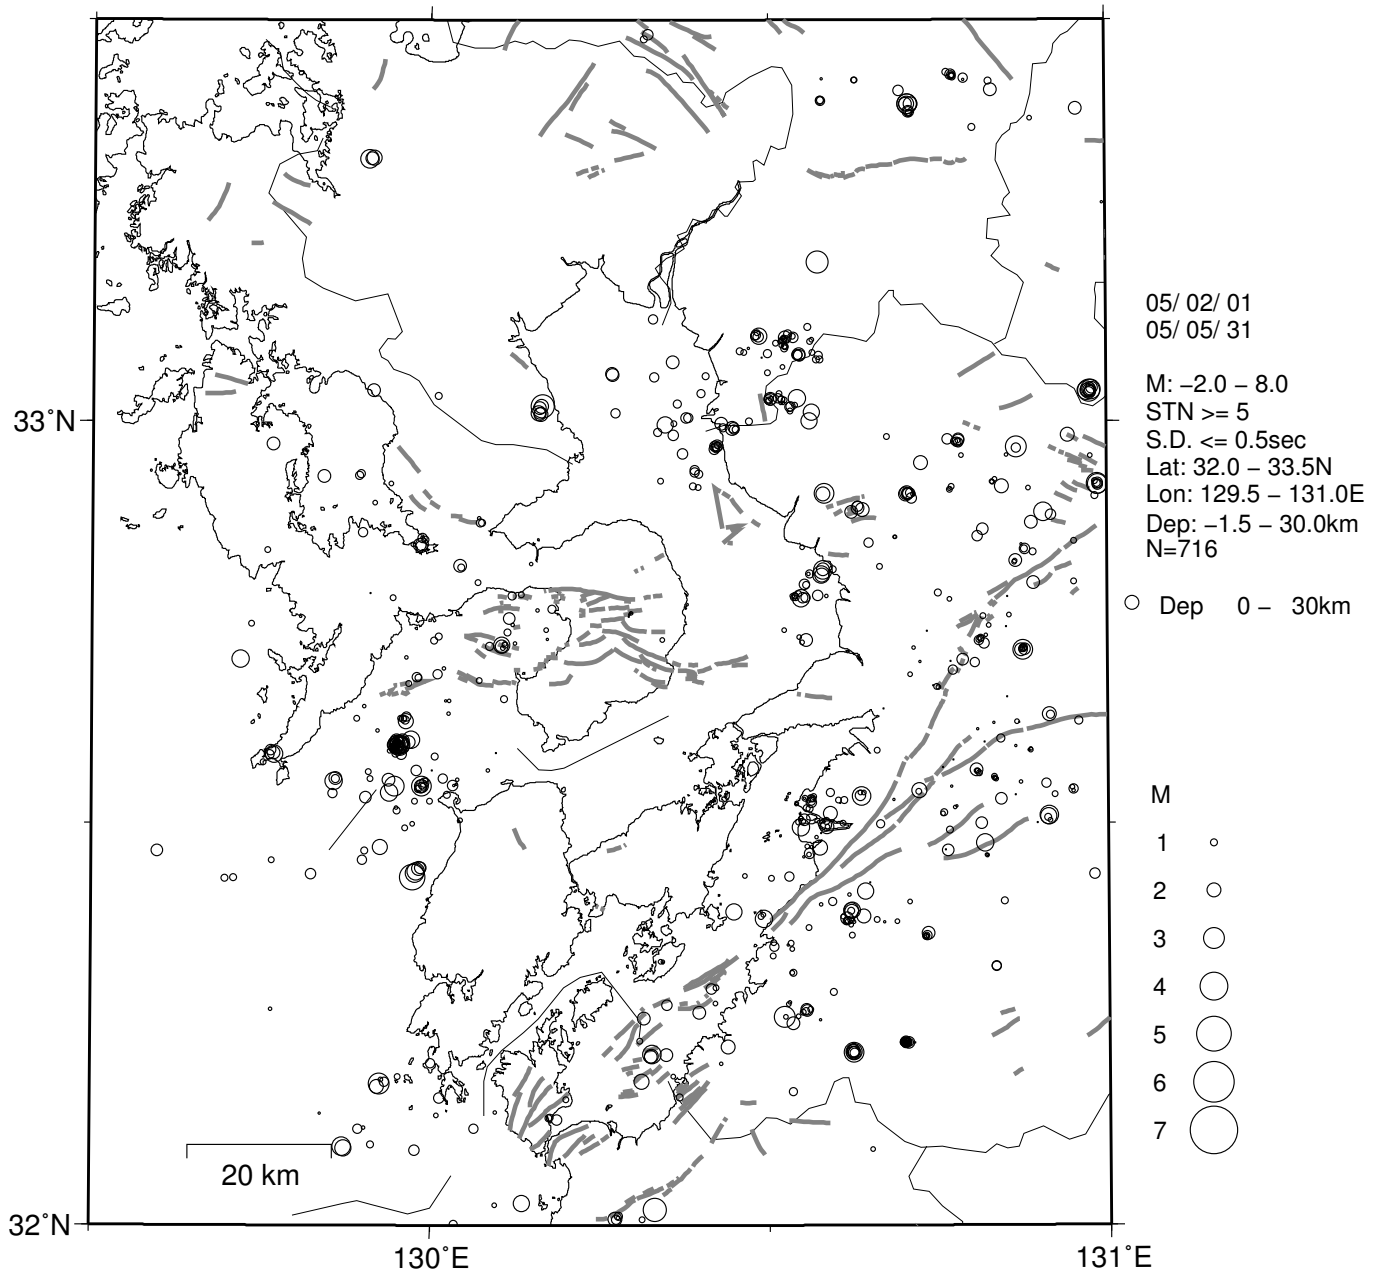 05/ 02/ 01
05/ 05/ 31
M: −2.0 − 8.0
STN >= 5
S.D. <= 0.5sec
Lat: 32.0 − 33.5N
Lon: 129.5 − 131.0E
Dep: −1.5 − 30.0km
N=716
Dep 0 − 30km
33˚N
M
1
2
3
4
5
6
7
20 km
32˚N
130˚E
131˚E